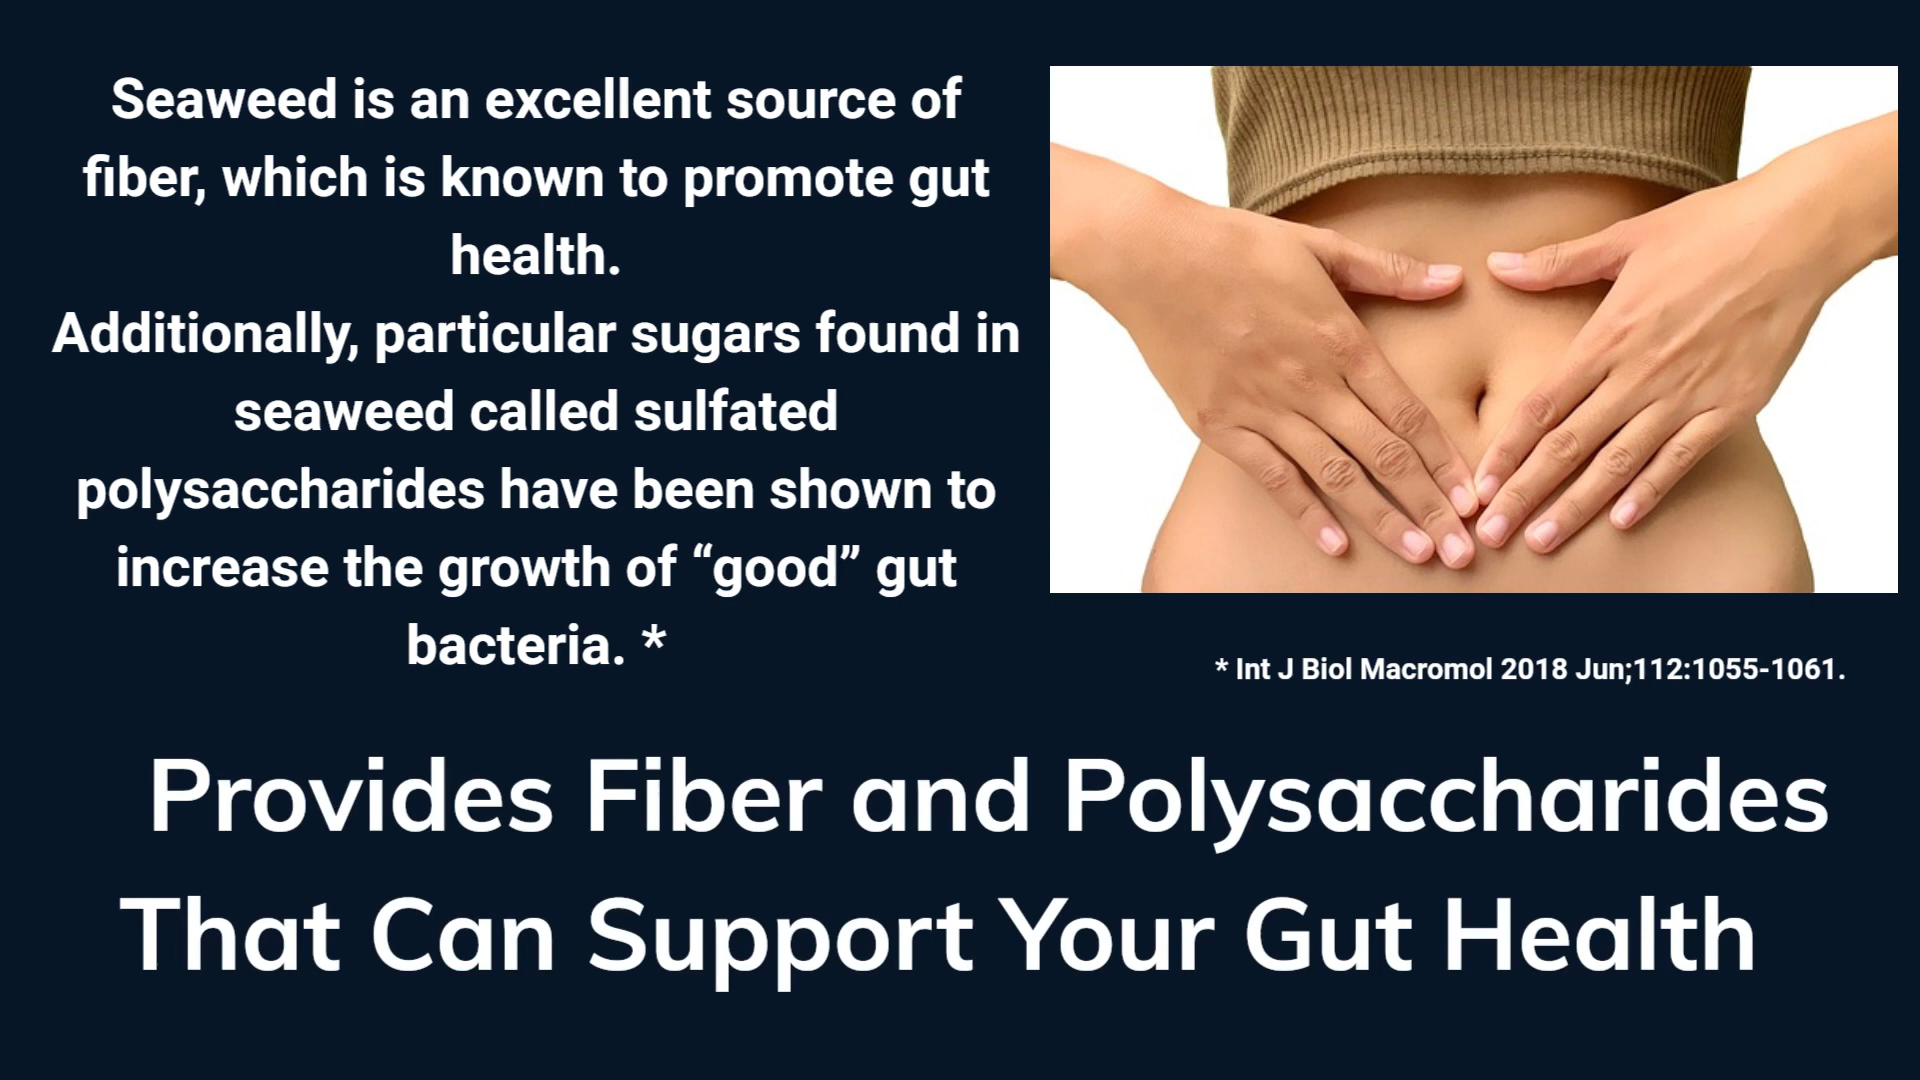 Seaweed is an excellent source of
fiber, which is known to promote gut
health.
Additionally, particular sugars found in
seaweed called sulfated
polysaccharides have been shown to
increase the growth of “good” gut
bacteria. *
* Int J Biol Macromol 2018 Jun;112:1055-1061.
Provides Fiber and Polysaccharides
That Can Support Your Gut Health